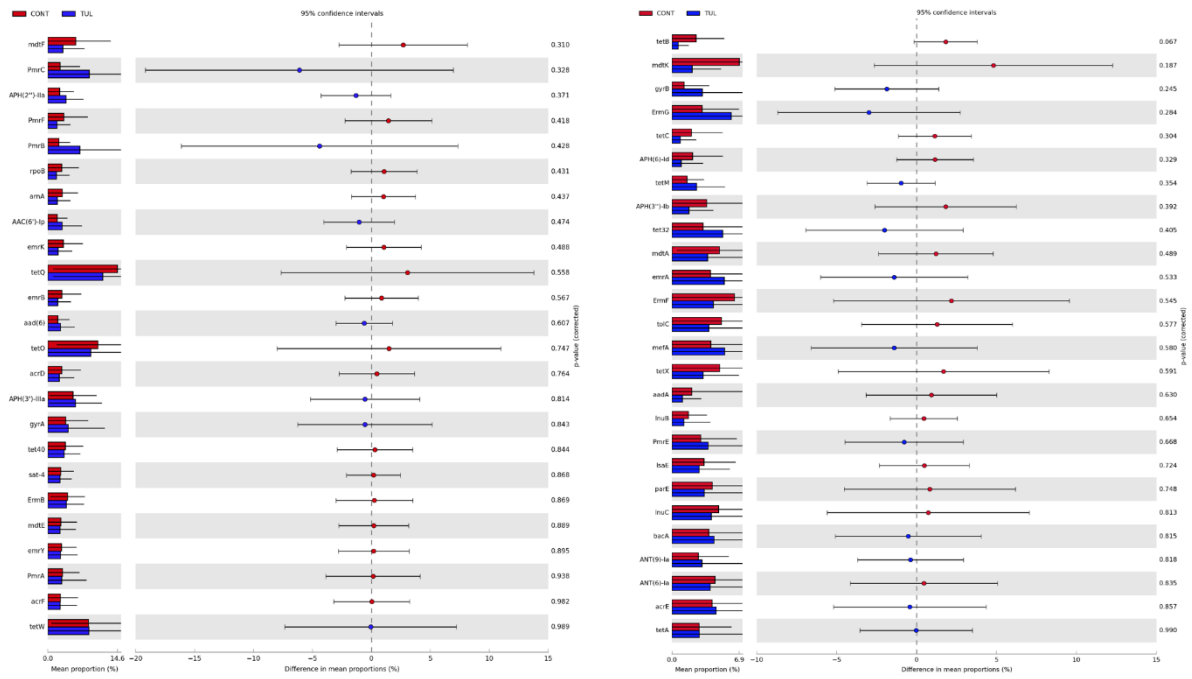 CONT TUL 95% confidence intervals
mdtF 0.310
PmrC 0.328
APH(2'')-IIa 0.371
PmrF 0.418
PmrB 0.428
rpoB 0.431
arnA 0.437
AAC(6')-Ip 0.474
emrK 0.488
tetQ 0.558
emrB 0.567
aad(6) 0.607
tetO 0.747
acrD 0.764
APH(3')-IIIa 0.814
gyrA 0.843
tet40 0.844
sat-4 0.868
ErmB 0.869
mdtE 0.889
emrY 0.895
PmrA 0.938
acrF 0.982
tetW 0.989
p-value (corrected)
0.0 14.6 −20 −15 −10 −5 0 5 10 15
Mean proportion (%) Difference in mean proportions (%)
CONT TUL 95% confidence intervals
tetB 0.067
mdtK 0.187
gyrB 0.245
ErmG 0.284
tetC 0.304
APH(6)-Id 0.329
tetM 0.354
APH(3'')-Ib 0.392
tet32 0.405
mdtA 0.489
emrA 0.533
ErmF 0.545
tolC 0.577
mefA 0.580
tetX 0.591
aadA 0.630
lnuB 0.654
PmrE 0.668
lsaE 0.724
parE 0.748
lnuC 0.813
bacA 0.815
ANT(9)-Ia 0.818
ANT(6)-Ia 0.835
acrE 0.857
tetA 0.990
p-value (corrected)
0.0 6.9 −10 −5 0 5 10 15
Mean proportion (%) Difference in mean proportions (%)